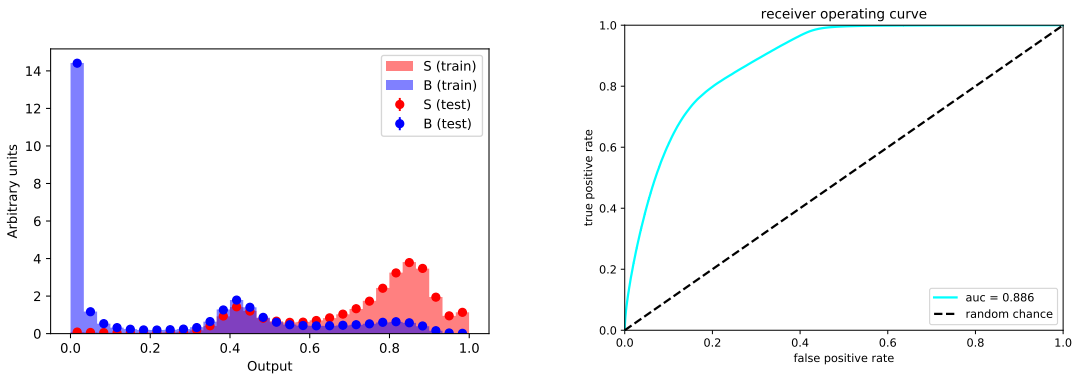 Arbitrary units
14
12
10
8
6
4
2
0
0.0 0.2 0.4 0.6 0.8 1.0
Output
S (train)
B (train)
S (test)
B (test)
receiver operating curve
true positive rate
1.0
0.8
0.6
0.4
0.2
0.0
0.0 0.2 0.4 0.6 0.8 1.0
false positive rate
auc = 0.886
random chance